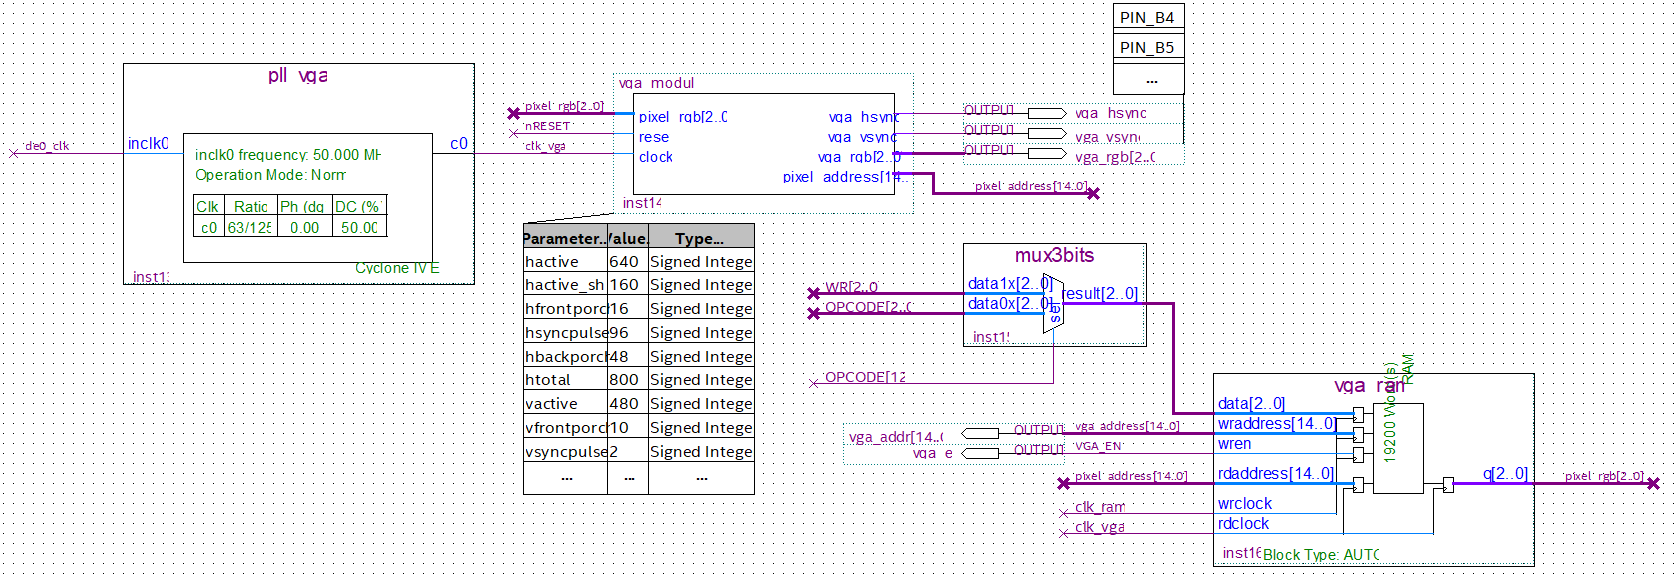 PIN_B4
PIN_B5
...
pll_vga
inclk0
c0
de0_clk
inclk0 frequency: 50.000 MH
Operation Mode: Norm
Clk Ratio Ph (dg DC (%)
c0 63/125 0.00 50.00
Cyclone IV E
inst13
vga_modul
pixel_rgb[2..0]
nRESET
clk_vga
pixel_rgb[2..0
rese
clock
vga_hsync
vga_vsync
vga_rgb[2..0
pixel_address[14..
inst14
OUTPUT vga_hsync
OUTPUT vga_vsync
OUTPUT vga_rgb[2..0
pixel_address[14..0]
Parameter.. Value. Type...
hactive 640 Signed Intege
hactive_sh 160 Signed Intege
hfrontporcl 16 Signed Intege
hsyncpulse 96 Signed Intege
hbackporcl 48 Signed Intege
htotal 800 Signed Intege
vactive 480 Signed Intege
vfrontporcl 10 Signed Intege
vsyncpulse 2 Signed Intege
... ... ...
mux3bits
WR[2..0
OPCODE[2..0
OPCODE[12
data1x[2..0]
data0x[2..0]
sel
result[2..0]
inst15
vga_ram
19200 Word(s)
RAM
data[2..0]
wraddress[14..0]
wren
rdaddress[14..0]
wrclock
rdclock
q[2..0]
pixel_rgb[2..0]
vga_addr[14..0 OUTPUT vga_address[14..0]
vga_e OUTPUT VGA_EN
pixel_address[14..0]
clk_ram
clk_vga
inst16
Block Type: AUTO